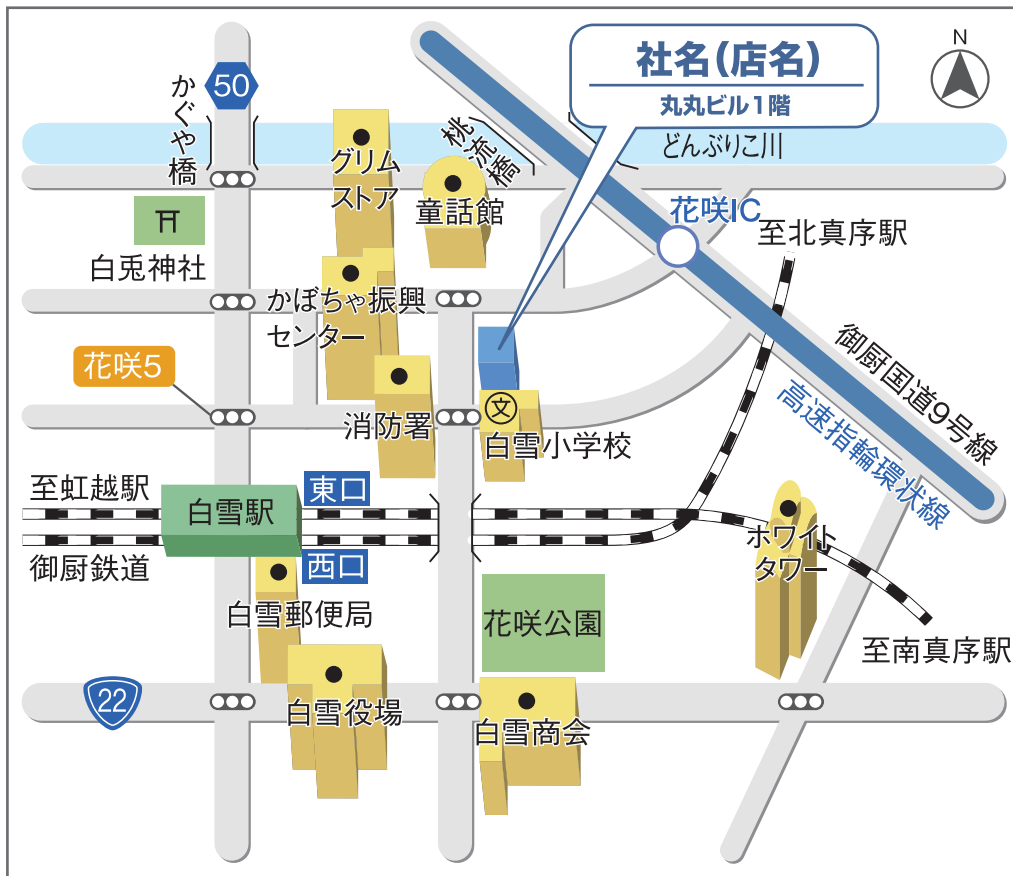 社名(店名)
丸丸ビル1階
N
50
かぐや橋
桃流橋
どんぶりこ川
グリム
ストア
童話館
花咲IC
至北真序駅
白兎神社
かぼちゃ振興
センター
花咲5
消防署
文
白雪小学校
御厨国道9号線
高速指輪環状線
至虹越駅
白雪駅
東口
御厨鉄道
西口
ホワイト
タワー
白雪郵便局
花咲公園
至南真序駅
22
白雪役場
白雪商会